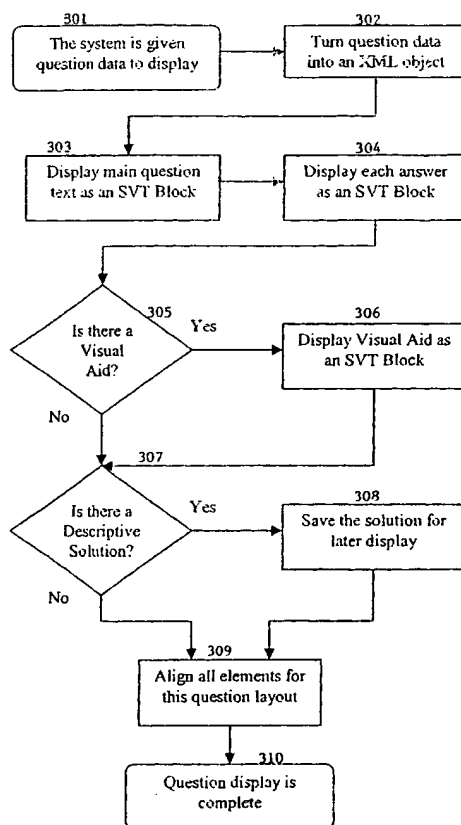 301
The system is given
question data to display
302
Turn question data
into an XML object
303
Display main question
text as an SVT Block
304
Display each answer
as an SVT Block
305
Is there a
Visual
Aid?
Yes
No
306
Display Visual Aid as
an SVT Block
307
Is there a
Descriptive
Solution?
Yes
No
308
Save the solution for
later display
309
Align all elements for
this question layout
310
Question display is
complete